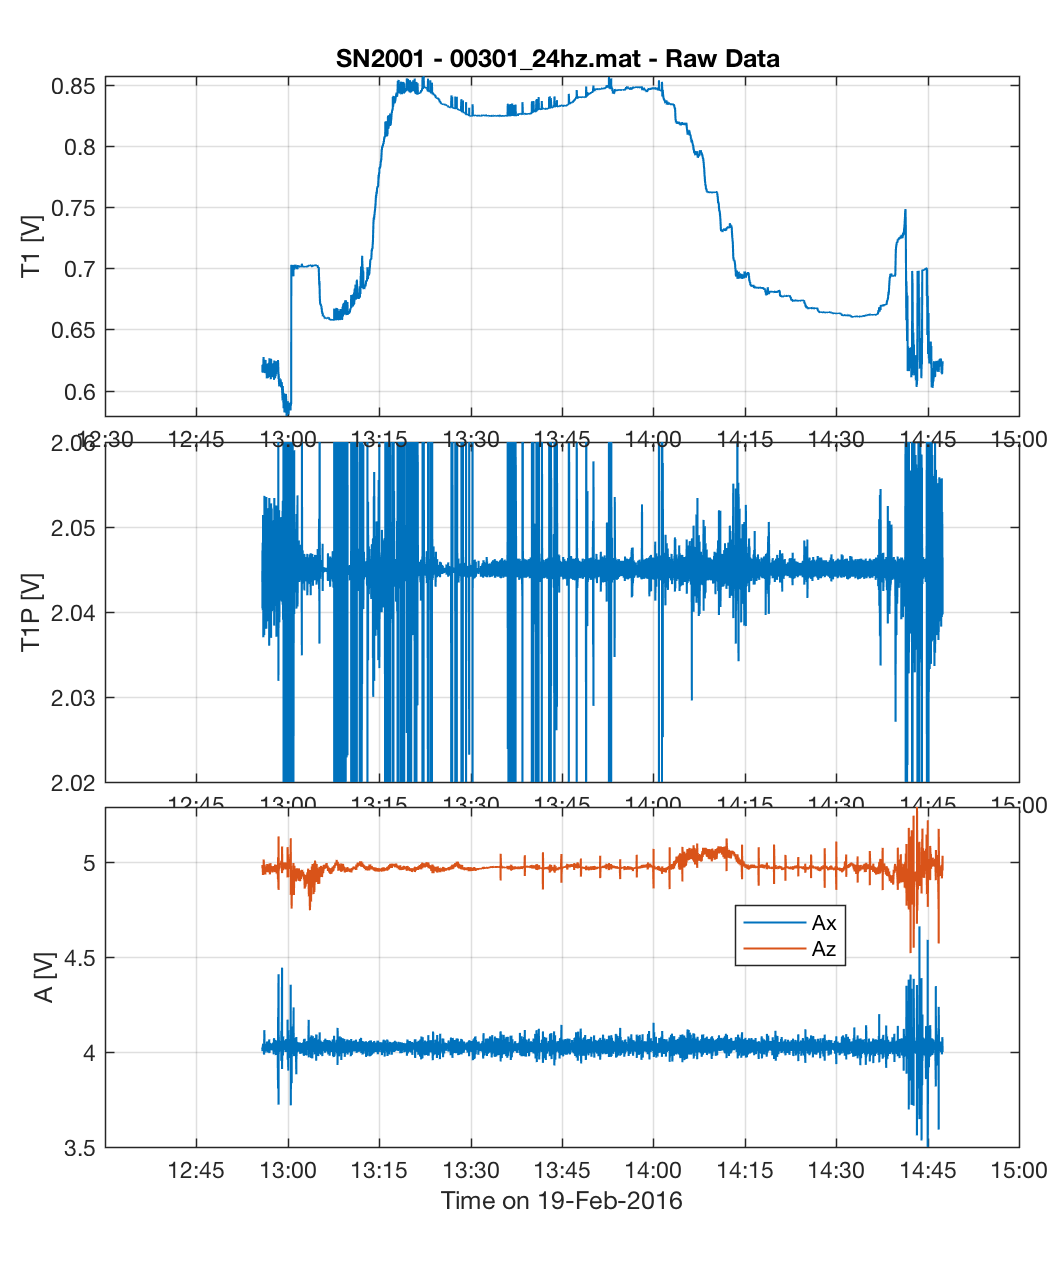 SN2001 - 00301_24hz.mat - Raw Data
0.85
0.8
0.75
0.7
0.65
0.6
T1 [V]
12:30 12:45 13:00 13:15 13:30 13:45 14:00 14:15 14:30 14:45 15:00
2.06
2.05
2.04
2.03
2.02
T1P [V]
12:45 13:00 13:15 13:30 13:45 14:00 14:15 14:30 14:45 15:00
5
4.5
4
3.5
A [V]
Ax
Az
12:45 13:00 13:15 13:30 13:45 14:00 14:15 14:30 14:45 15:00
Time on 19-Feb-2016